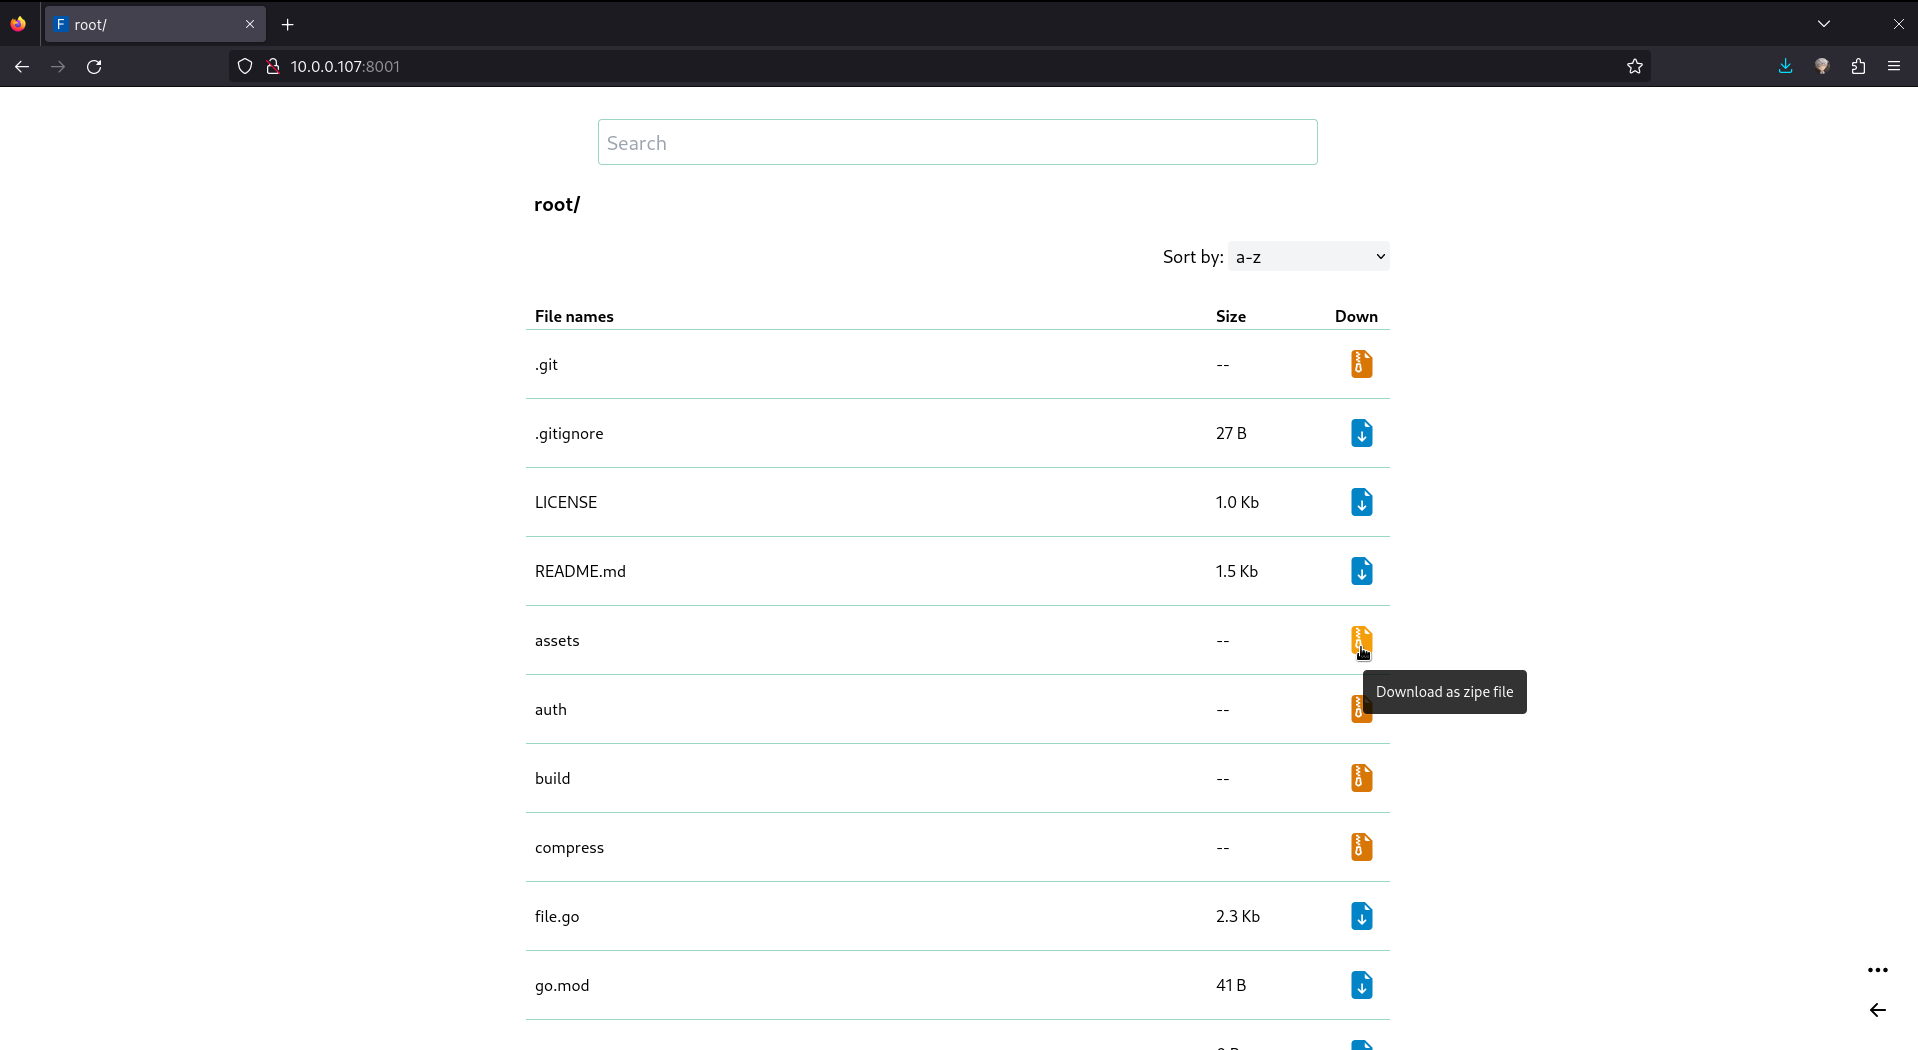 F root/
10.0.0.107:8001
Search
root/
Sort by: a-z
File names Size Down
.git --
.gitignore 27 B
LICENSE 1.0 Kb
README.md 1.5 Kb
assets --
Download as zipe file
auth --
build --
compress --
file.go 2.3 Kb
go.mod 41 B